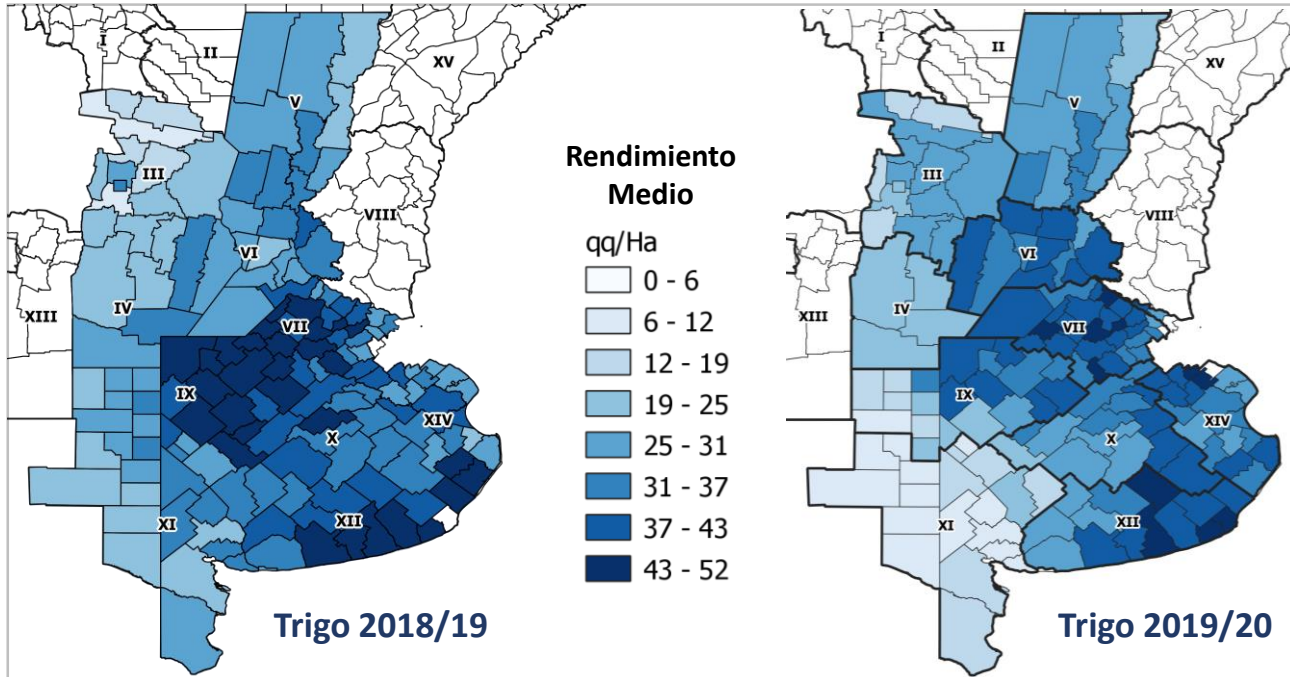 I
II
XV
V
III
VIII
VI
IV
XIII
VII
IX
XIV
X
XII
XI
Trigo 2018/19
Rendimiento
Medio
qq/Ha
0 - 6
6 - 12
12 - 19
19 - 25
25 - 31
31 - 37
37 - 43
43 - 52
I
II
XV
V
III
VIII
VI
IV
XIII
VII
IX
XIV
X
XII
XI
Trigo 2019/20